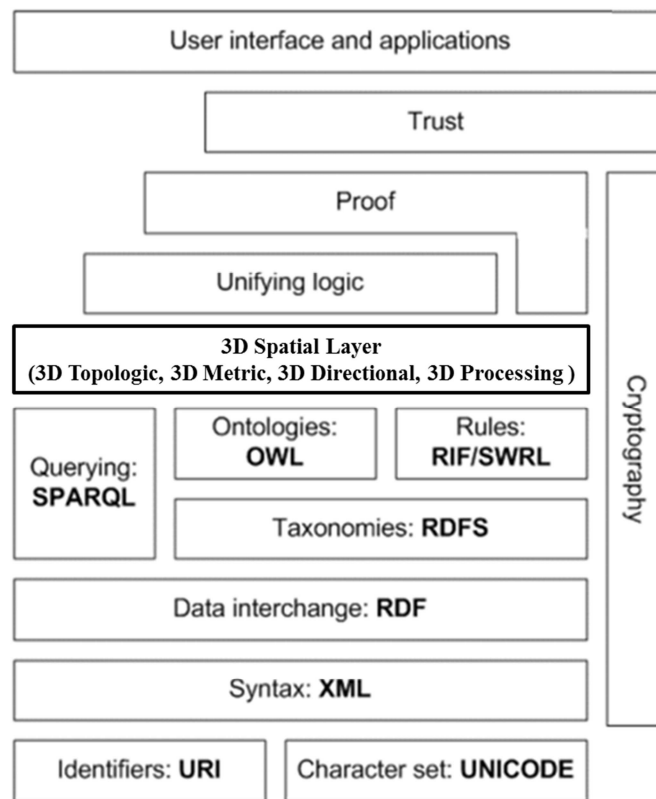 User interface and applications
Trust
Proof
Unifying logic
3D Spatial Layer
(3D Topologic, 3D Metric, 3D Directional, 3D Processing )
Cryptography
Querying:
SPARQL
Ontologies:
OWL
Rules:
RIF/SWRL
Taxonomies: RDFS
Data interchange: RDF
Syntax: XML
Identifiers: URI
Character set: UNICODE